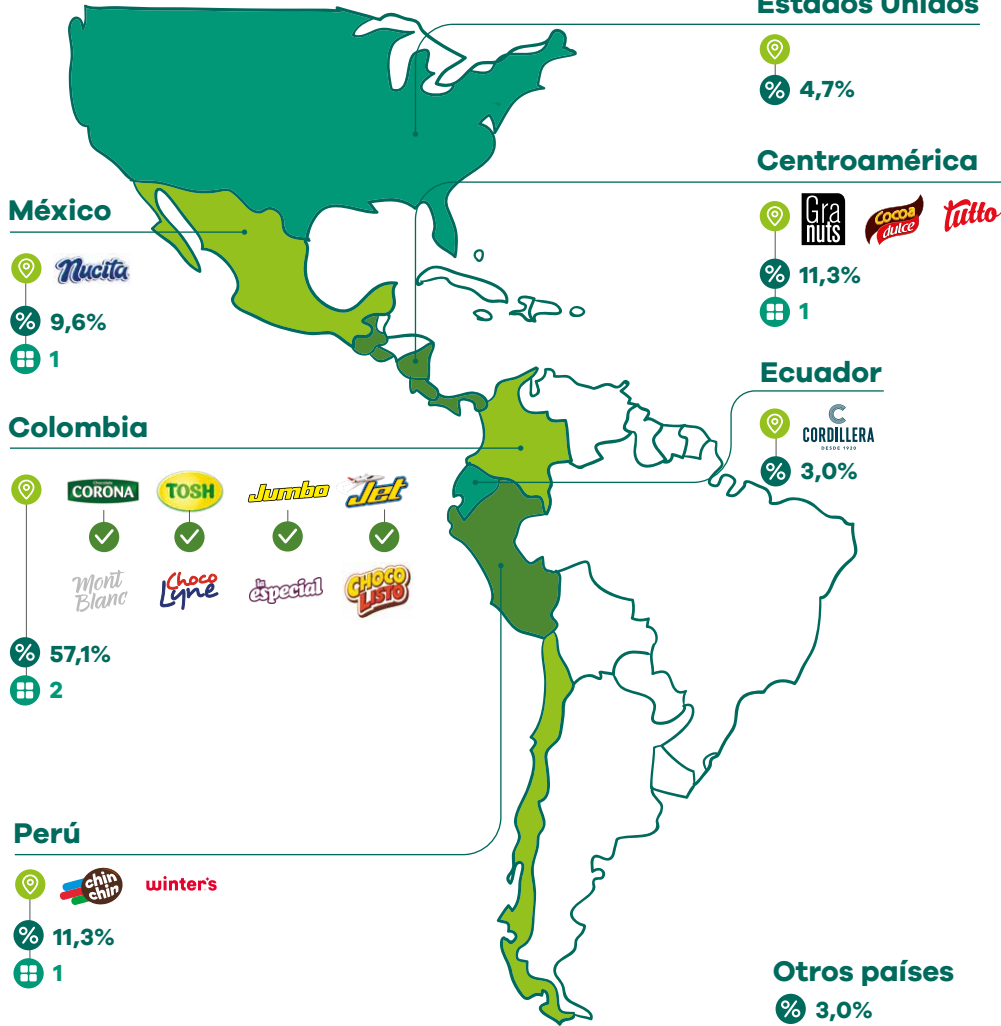 Estados Unidos
4,7%
Centroamérica
Gra
nuts
Cocoa
dulce
Tutto
11,3%
1
México
Nucita
9,6%
1
Ecuador
CORDILLERA
DESDE 1920
3,0%
Colombia
CORONA
TOSH
Jumbo
Jet
Mont
Blanc
Choco
Lyne
la
especial
CHOCO
LISTO
57,1%
2
Perú
chin
chin
winter's
11,3%
1
Otros países
3,0%